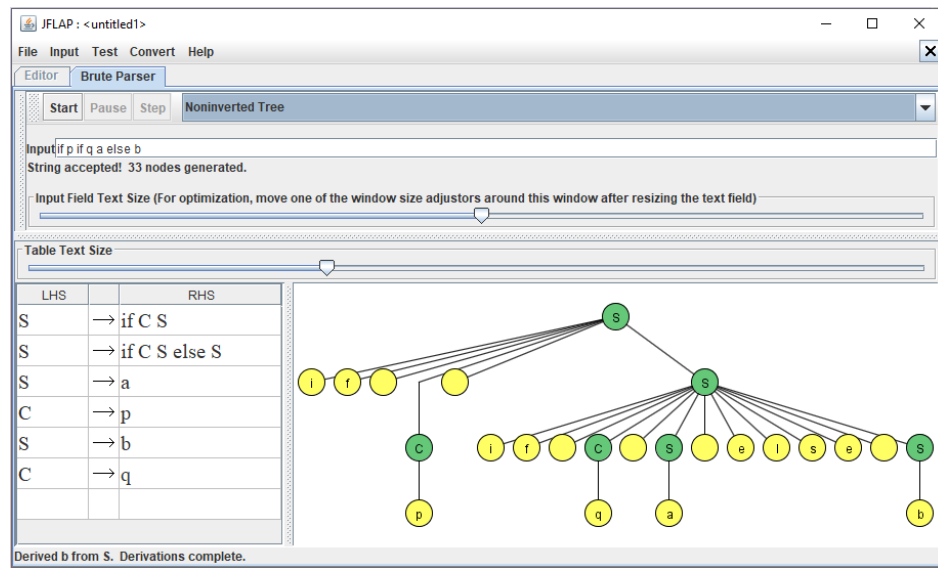 JFLAP : <untitled1>
File Input Test Convert Help
Editor Brute Parser
Start Pause Step Noninverted Tree
Input if p if q a else b
String accepted! 33 nodes generated.
Input Field Text Size (For optimization, move one of the window size adjustors around this window after resizing the text field)
Table Text Size
LHS RHS
S → if C S
S → if C S else S
S → a
C → p
S → b
C → q
S
i f S
C i f C S e l s e S
p q a b
Derived b from S. Derivations complete.